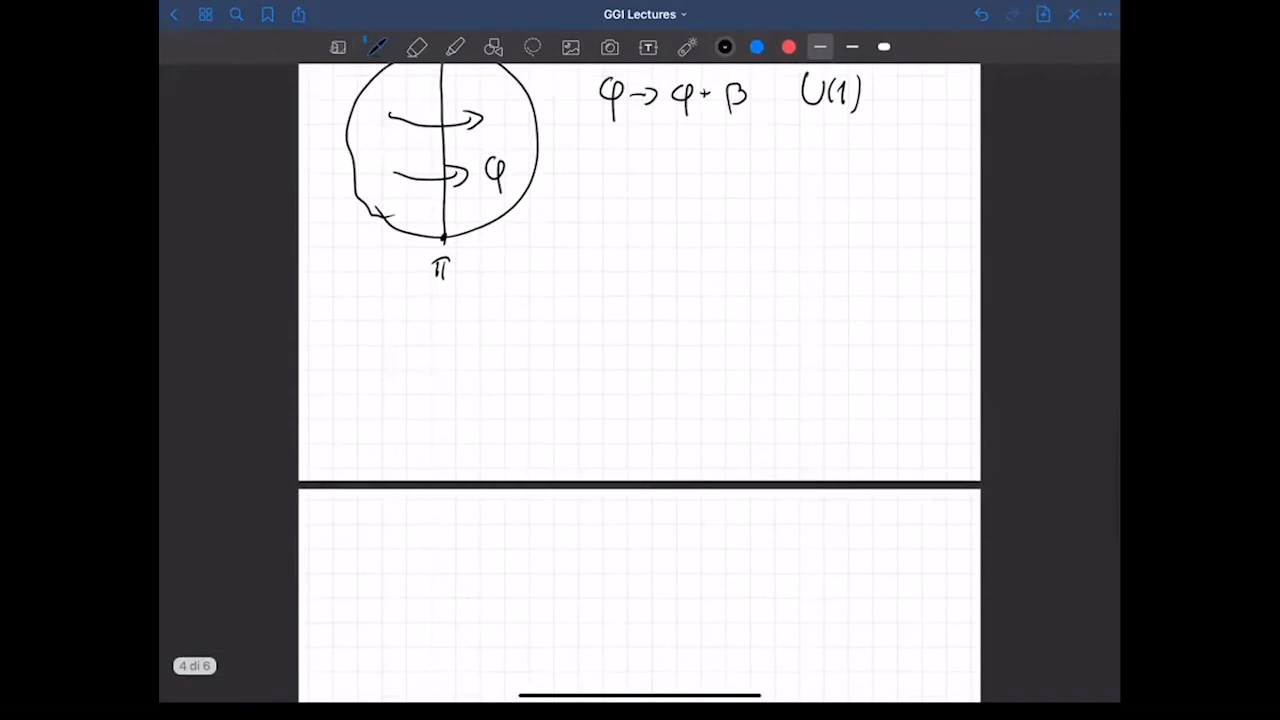 GGI Lectures
φ → φ + β U(1)
φ
π
4 di 6